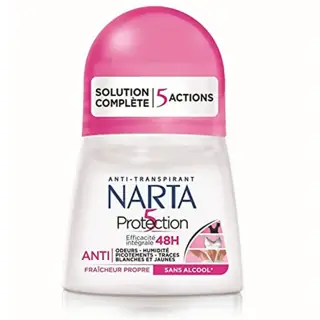 SOLUTION COMPLÈTE 5 ACTIONS
ANTI-TRANSPIRANT
NARTA
Protection 5
Efficacité intégrale 48H
ANTI ODEURS - HUMIDITÉ
PICOTEMENTS - TRACES
BLANCHES ET JAUNES
FRAÎCHEUR PROPRE SANS ALCOOL*